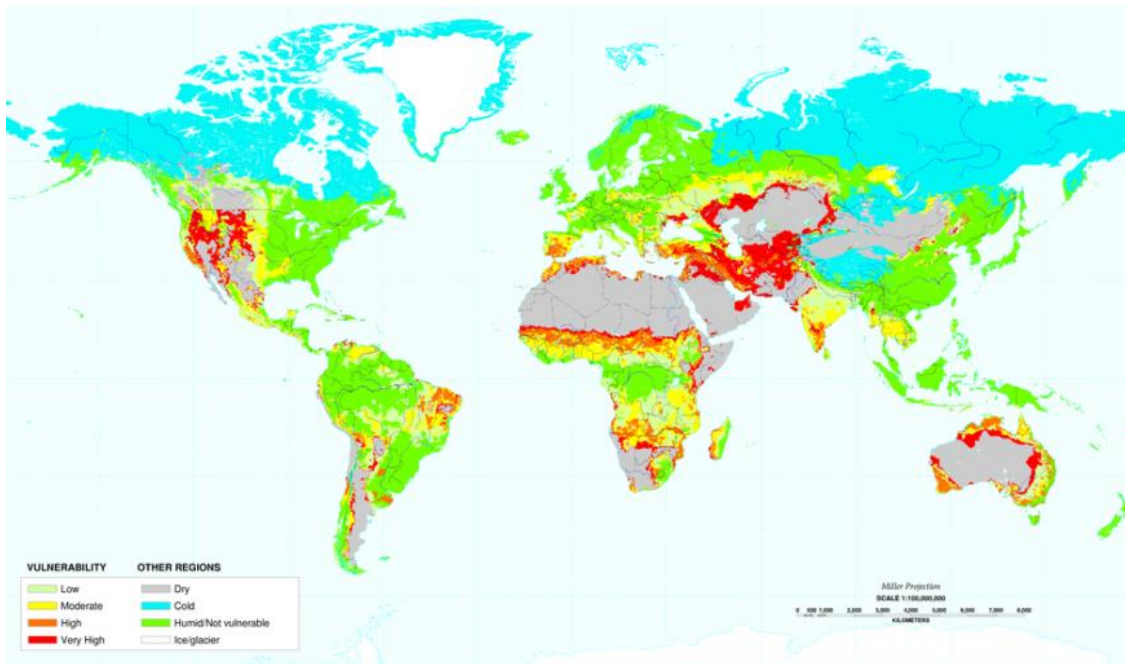 VULNERABILITY OTHER REGIONS
Low Dry
Moderate Cold
High Humid/Not vulnerable
Very High Ice/glacier
Miller Projection
SCALE 1:100,000,000
0 500 1,000 2,000 3,000 4,000 5,000 6,000 7,000 8,000
KILOMETERS